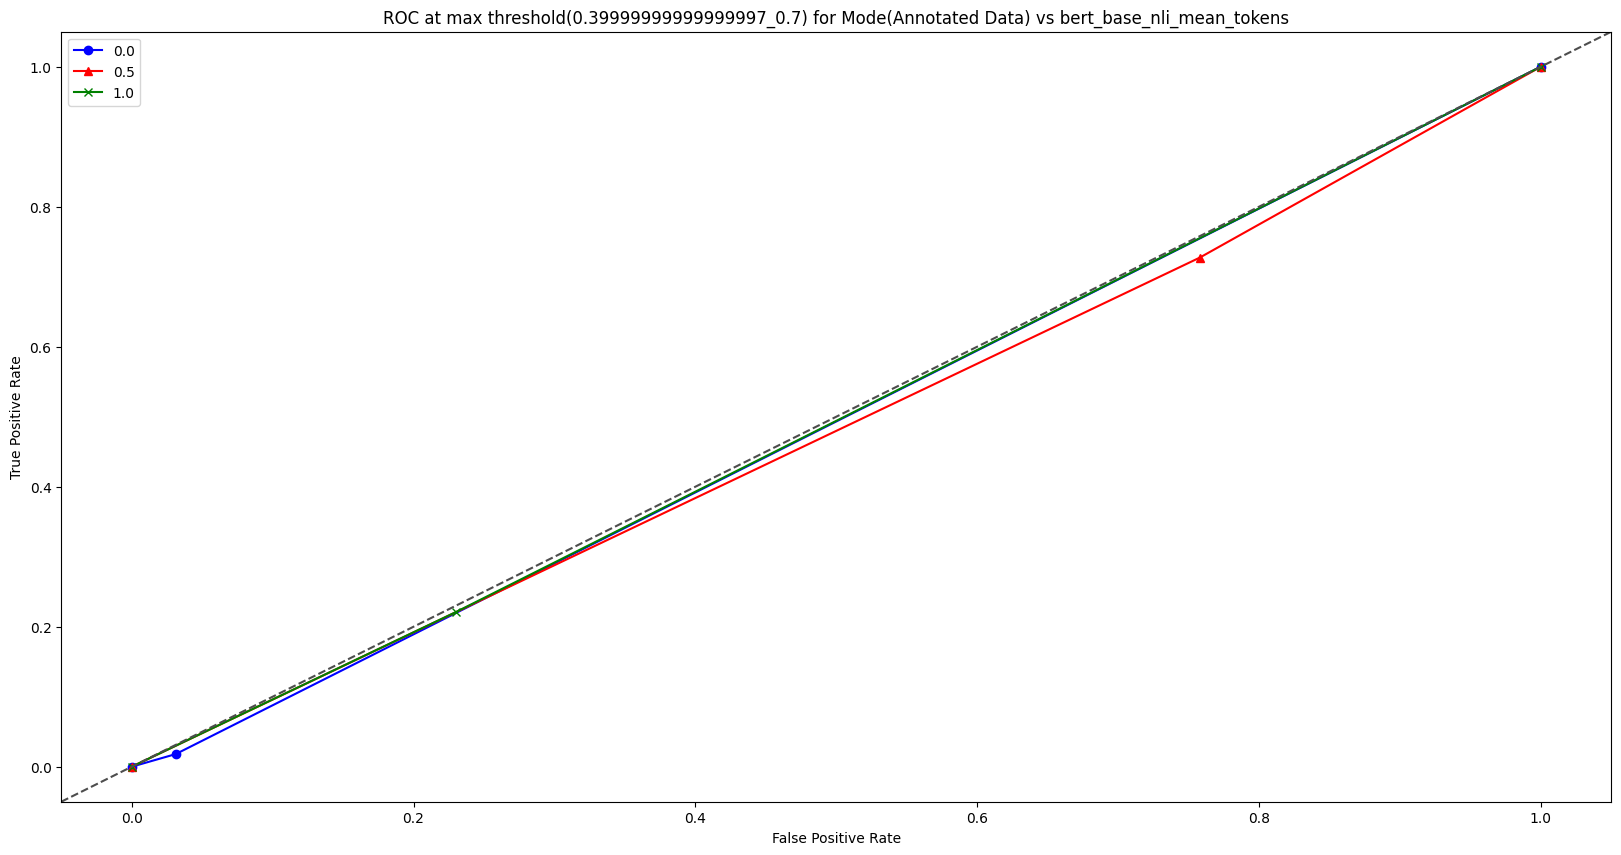 ROC at max threshold(0.39999999999999997_0.7) for Mode(Annotated Data) vs bert_base_nli_mean_tokens
0.0
0.5
1.0
1.0
0.8
0.6
0.4
0.2
0.0
True Positive Rate
0.0 0.2 0.4 0.6 0.8 1.0
False Positive Rate